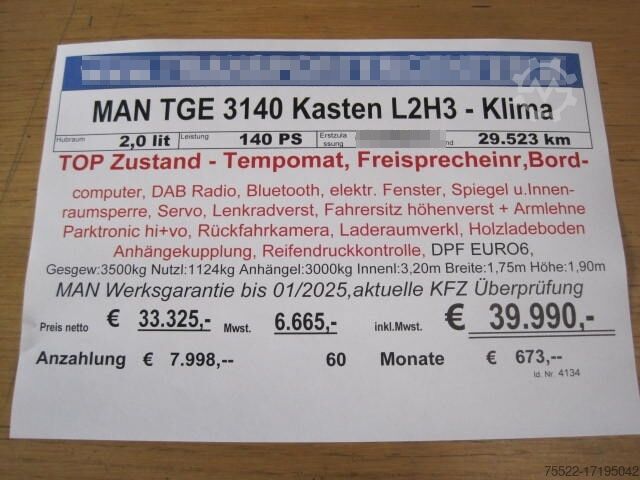 MAN TGE 3140 Kasten L2H3 - Klima
Hubraum 2,0 lit Leistung 140 PS Erstzula ssung nd 29.523 km
TOP Zustand - Tempomat, Freisprecheinr,Bord-
computer, DAB Radio, Bluetooth, elektr. Fenster, Spiegel u.Innen-
raumsperre, Servo, Lenkradverst, Fahrersitz höhenverst + Armlehne
Parktronic hi+vo, Rückfahrkamera, Laderaumverkl, Holzladeboden
Anhängekupplung, Reifendruckkontrolle, DPF EURO6,
Gesgew:3500kg Nutzl:1124kg Anhängel:3000kg Innenl:3,20m Breite:1,75m Höhe:1,90m
MAN Werksgarantie bis 01/2025,aktuelle KFZ Überprüfung
Preis netto € 33.325,- Mwst. 6.665,- inkl.Mwst. € 39.990,-
Anzahlung € 7.998,-- 60 Monate € 673,--
Id. Nr. 4134
75522-17195042